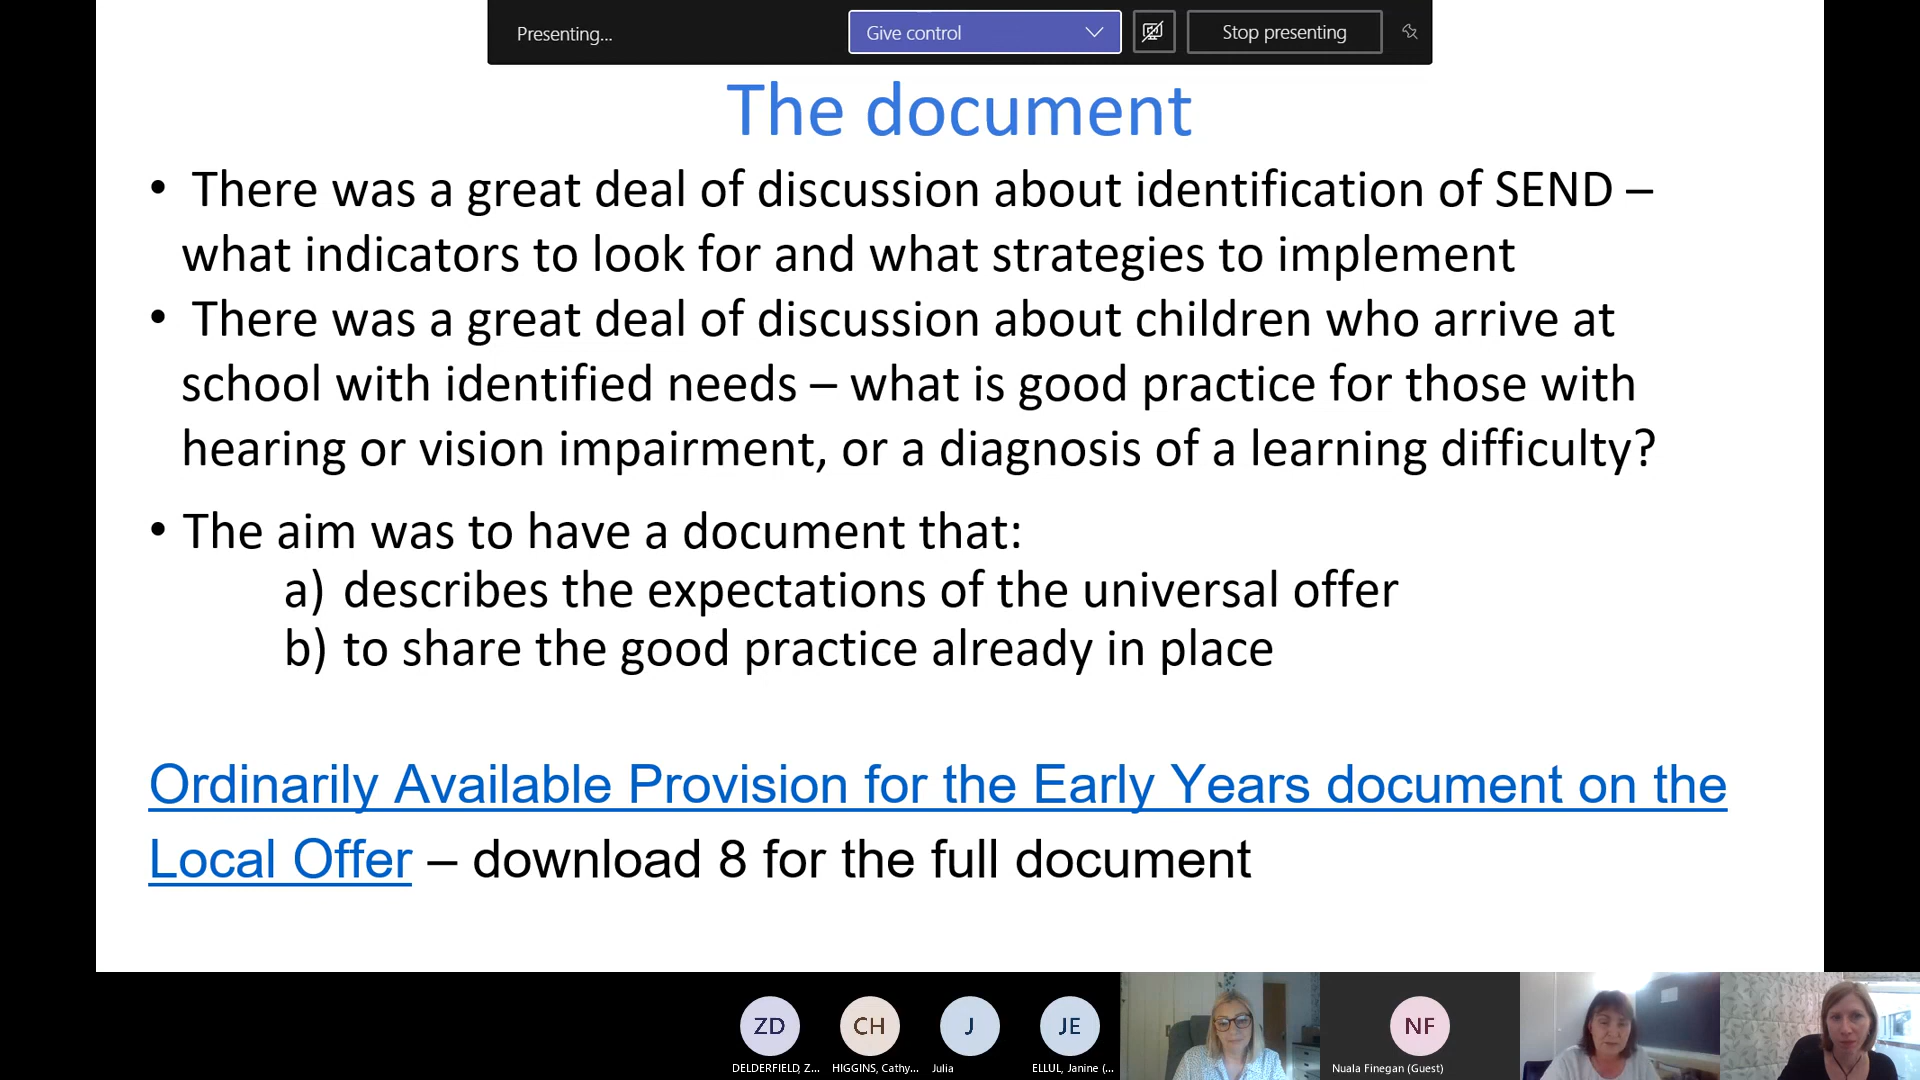 Presenting...
Give control
Stop presenting
The document
• There was a great deal of discussion about identification of SEND –
what indicators to look for and what strategies to implement
• There was a great deal of discussion about children who arrive at
school with identified needs – what is good practice for those with
hearing or vision impairment, or a diagnosis of a learning difficulty?
• The aim was to have a document that:
a) describes the expectations of the universal offer
b) to share the good practice already in place
Ordinarily Available Provision for the Early Years document on the
Local Offer – download 8 for the full document
ZD
CH
J
JE
NF
DELDERFIELD, Z...
HIGGINS, Cathy...
Julia
ELLUL, Janine (...
Nuala Finegan (Guest)